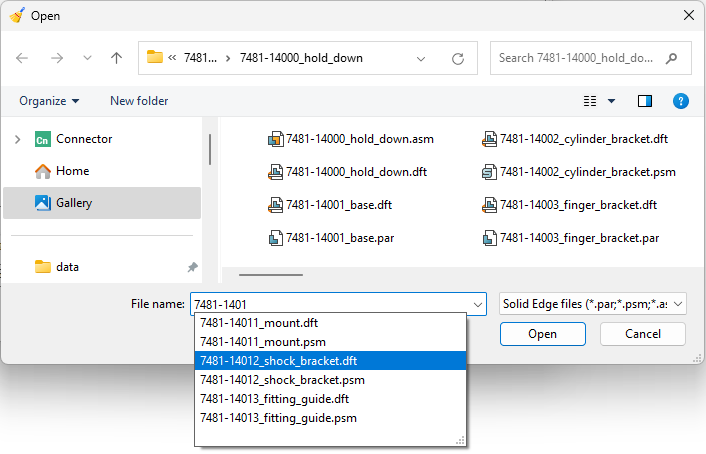 Open
« 7481... > 7481-14000_hold_down
Search 7481-14000_hold_do...
Organize
New folder
?
Cn Connector
Home
Gallery
data
7481-14000_hold_down.asm
7481-14000_hold_down.dft
7481-14001_base.dft
7481-14001_base.par
7481-14002_cylinder_bracket.dft
7481-14002_cylinder_bracket.psm
7481-14003_finger_bracket.dft
7481-14003_finger_bracket.par
File name: 7481-1401
Solid Edge files (*.par;*.psm;*.as
7481-14011_mount.dft
7481-14011_mount.psm
7481-14012_shock_bracket.dft
7481-14012_shock_bracket.psm
7481-14013_fitting_guide.dft
7481-14013_fitting_guide.psm
Open
Cancel